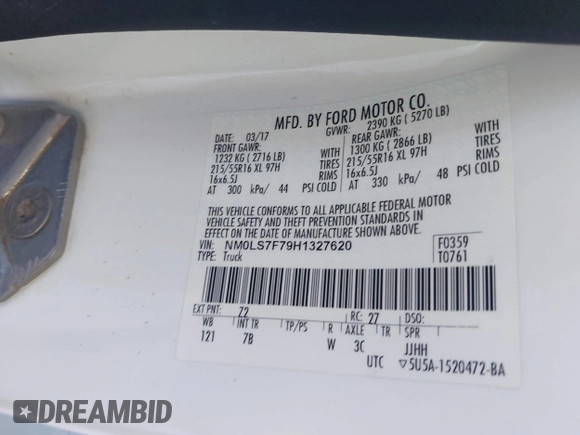 MFD. BY FORD MOTOR CO.
03/17 GVWR: 2390 KG ( 5270 LB)
FRONT GAWR: WITH REAR GAWR: WITH
1232 KG ( 2716 LB) TIRES 1300 KG ( 2866 LB) TIRES
215/55R16 XL 97H RIMS 215/55R16 XL 97H RIMS
16x6.5J 16x6.5J
AT 300 kPa/ 44 PSI COLD AT 330 kPa/ 48 PSI COLD
THIS VEHICLE CONFORMS TO ALL APPLICABLE FEDERAL MOTOR
VEHICLE SAFETY AND THEFT PREVENTION STANDARDS IN
EFFECT ON THE DATE OF MANUFACTURE SHOWN ABOVE.
VIN: NM0LS7F79H1327620 F0359
TYPE: Truck T0761
EXT PNT: Z2 RC: 27 DSO:
WB INT TR TP/PS R AXLE TR SPR
121 7B W 3C JJHH
UTC ▽5U5A-1520472-BA
DREAMBID